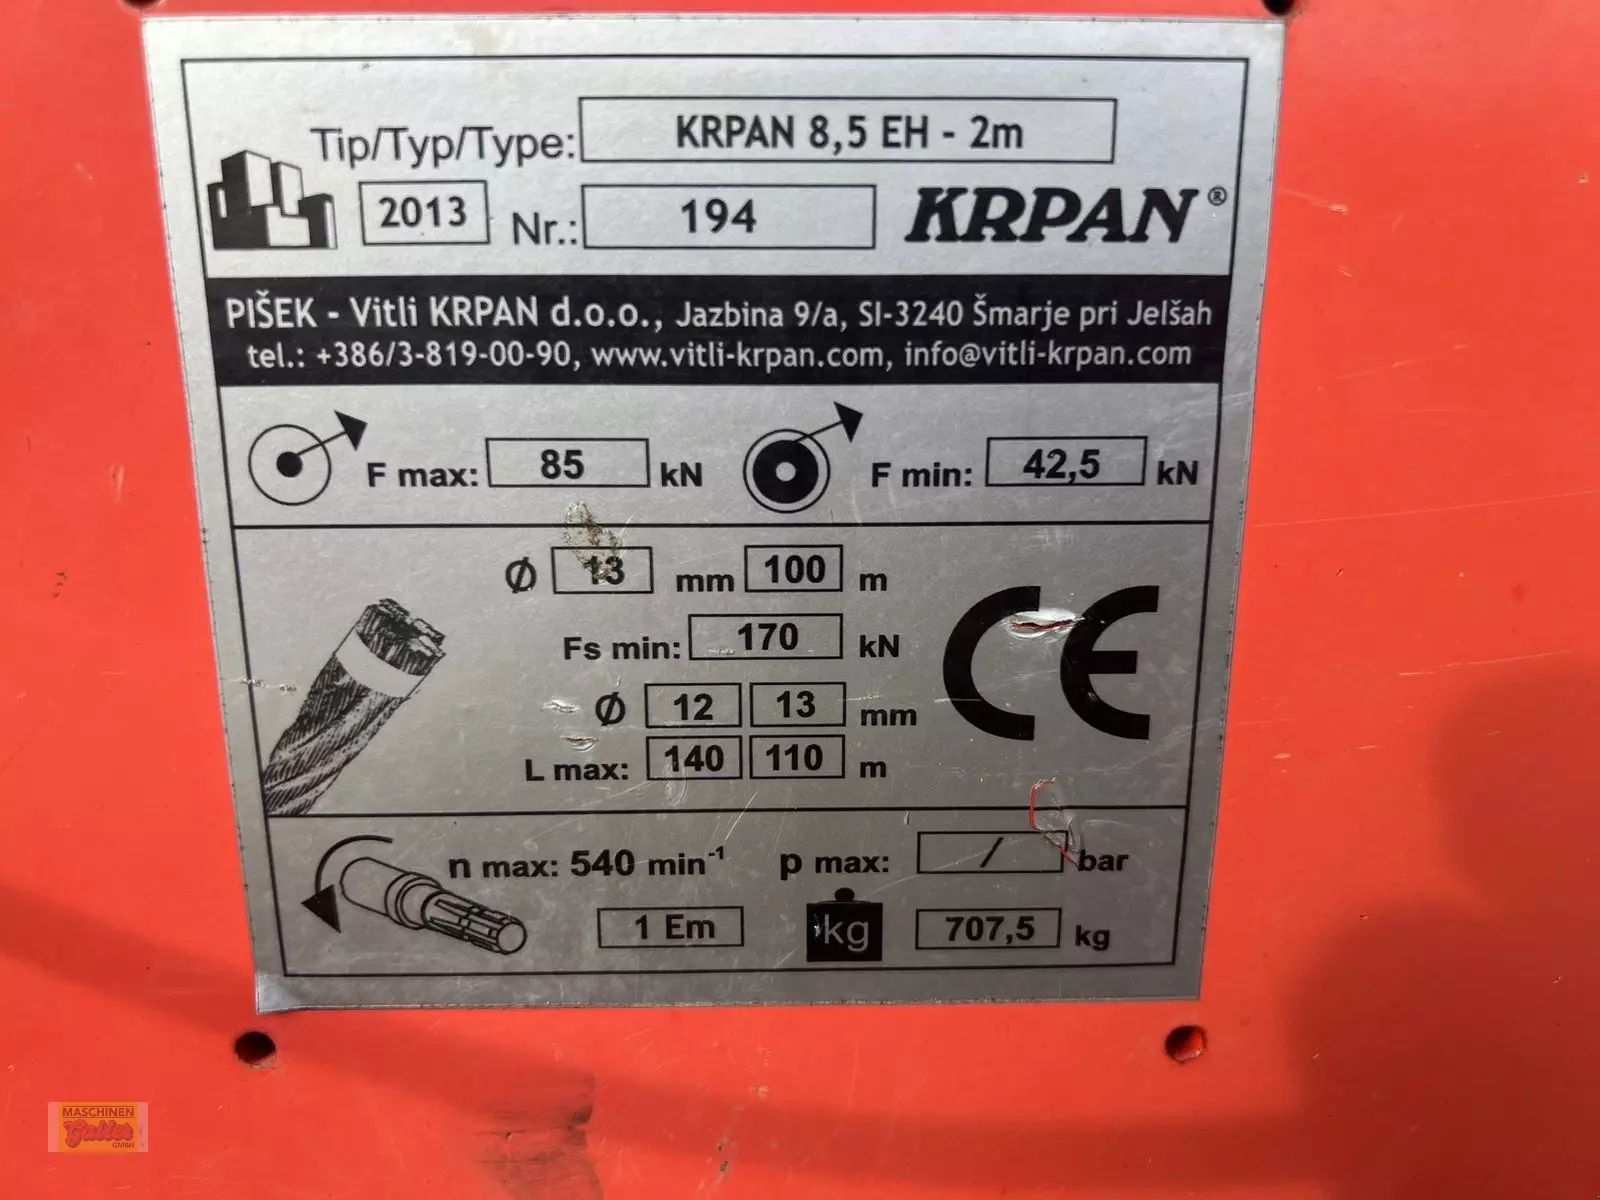 Tip/Typ/Type: KRPAN 8,5 EH - 2m
2013 Nr.: 194 KRPAN®
PIŠEK - Vitli KRPAN d.o.o., Jazbina 9/a, SI-3240 Šmarje pri Jelšah
tel.: +386/3-819-00-90, www.vitli-krpan.com, info@vitli-krpan.com
F max: 85 kN F min: 42,5 kN
Ø 13 mm 100 m
Fs min: 170 kN
Ø 12 13 mm
L max: 140 110 m
CE
n max: 540 min⁻¹ p max: / bar
1 Em kg 707,5 kg
MASCHINEN
Gailer
GMBH